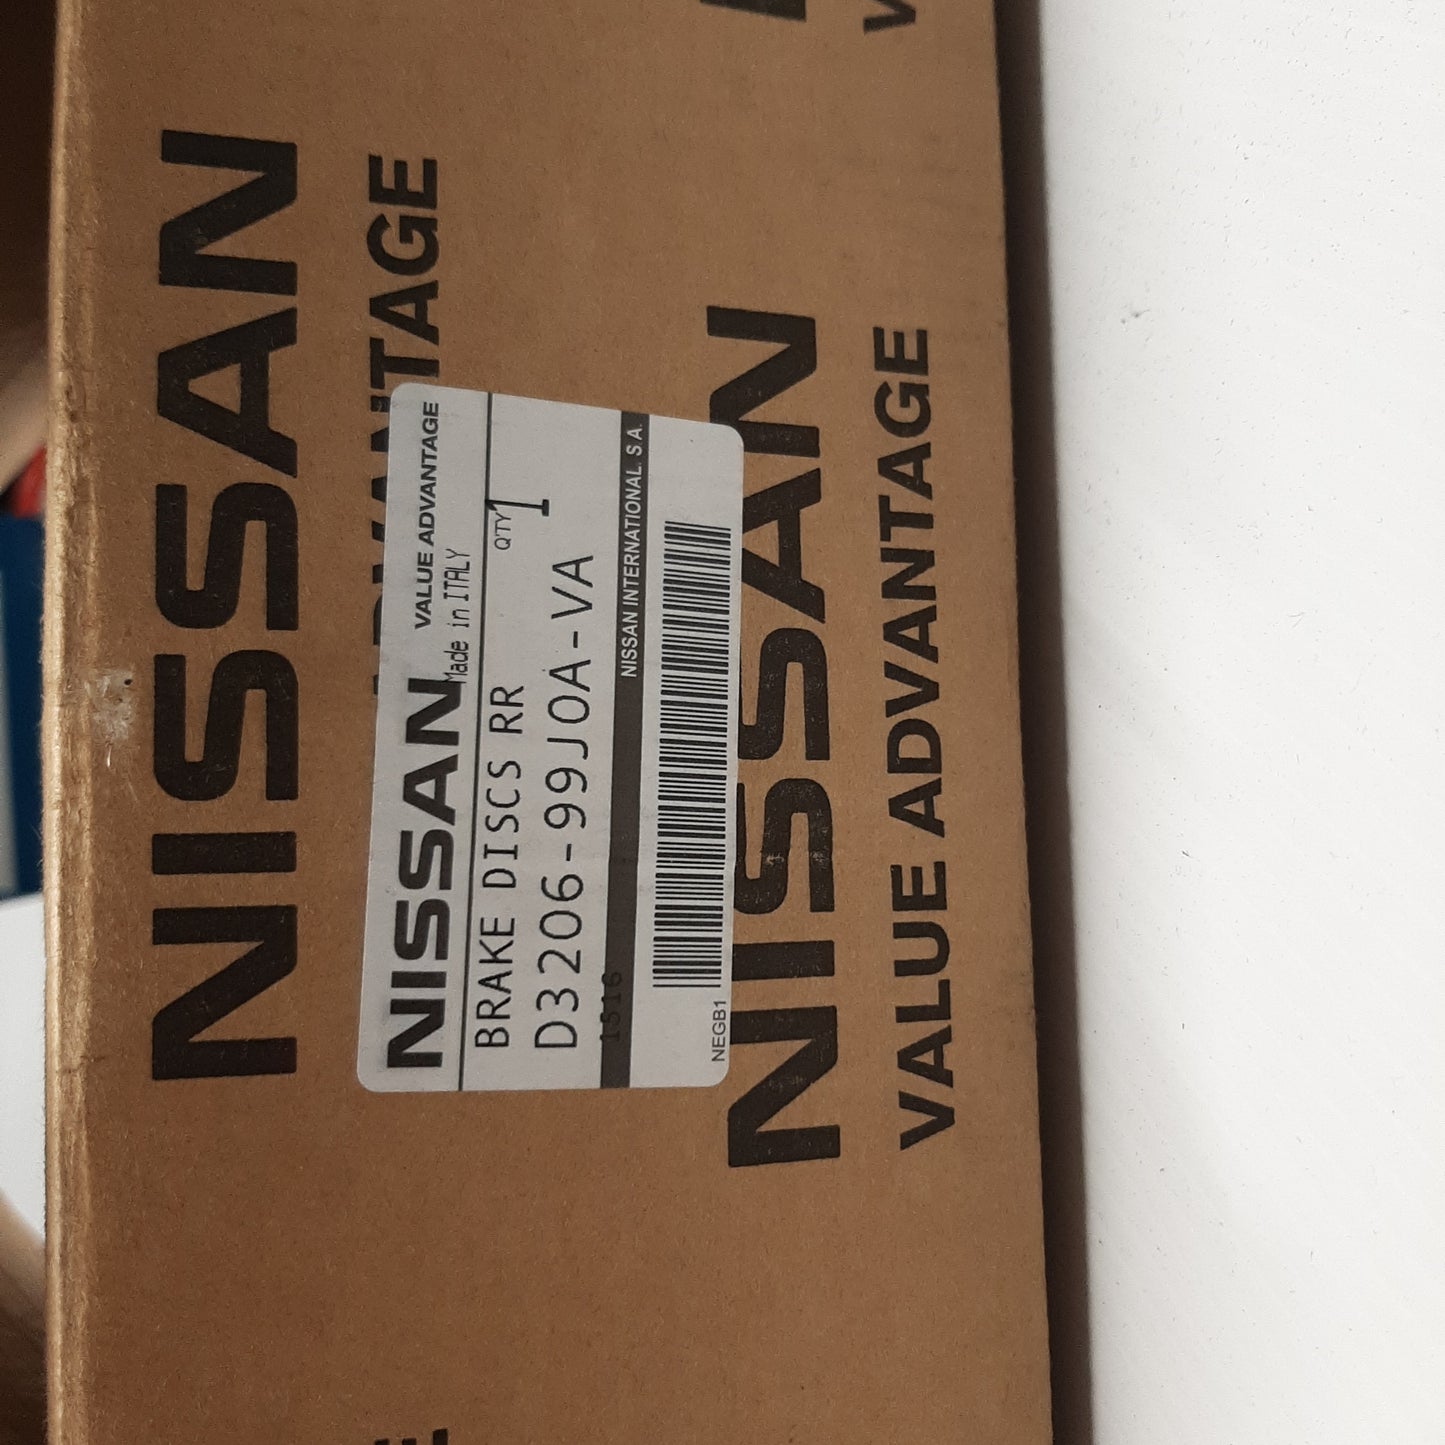 NISSAN
ADVANTAGE
NISSAN VALUE ADVANTAGE
Made in ITALY
BRAKE DISCS RR QTY 1
D3206-99J0A-VA
1516 NISSAN INTERNATIONAL. S.A.
NEGB1
NISSAN
VALUE ADVANTAGE